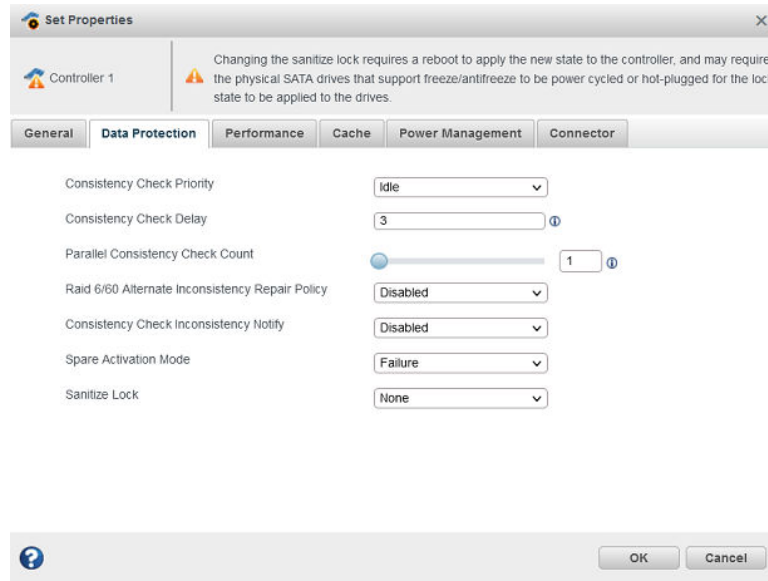 Set Properties
Controller 1
Changing the sanitize lock requires a reboot to apply the new state to the controller, and may require
the physical SATA drives that support freeze/antifreeze to be power cycled or hot-plugged for the loc
state to be applied to the drives.
General Data Protection Performance Cache Power Management Connector
Consistency Check Priority Idle
Consistency Check Delay 3
Parallel Consistency Check Count 1
Raid 6/60 Alternate Inconsistency Repair Policy Disabled
Consistency Check Inconsistency Notify Disabled
Spare Activation Mode Failure
Sanitize Lock None
OK Cancel